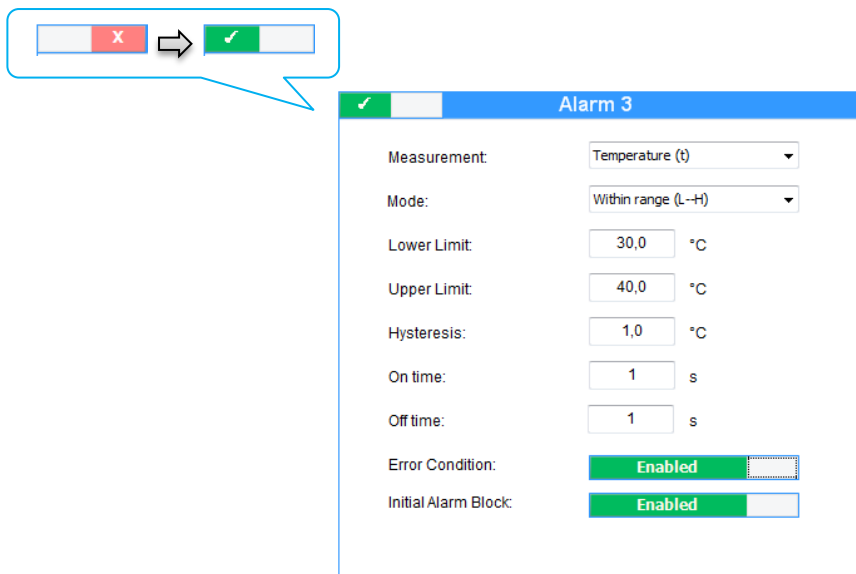 X ✓
✓ Alarm 3
Measurement: Temperature (t)
Mode: Within range (L--H)
Lower Limit: 30,0 °C
Upper Limit: 40,0 °C
Hysteresis: 1,0 °C
On time: 1 s
Off time: 1 s
Error Condition: Enabled
Initial Alarm Block: Enabled